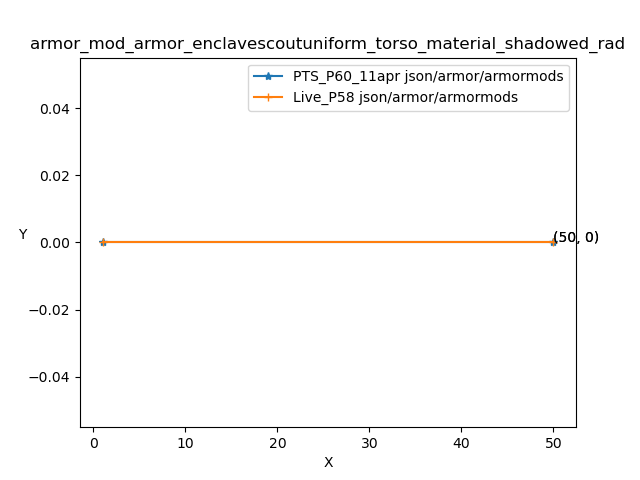 armor_mod_armor_enclavescoutuniform_torso_material_shadowed_rad
PTS_P60_11apr json/armor/armormods
Live_P58 json/armor/armormods
0.04
0.02
0.00
−0.02
−0.04
Y
(50, 0)
0 10 20 30 40 50
X